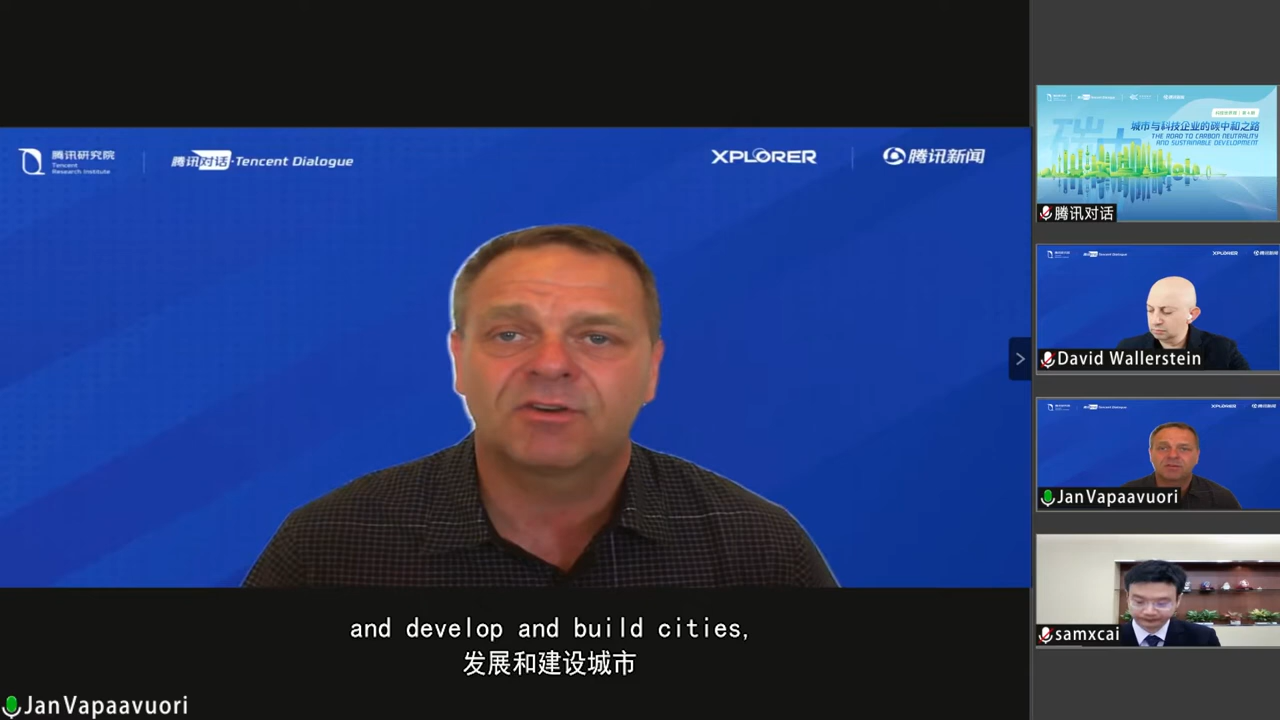 腾讯研究院
Tencent
Research Institute
腾讯对话·Tencent Dialogue
XPLORER
腾讯新闻
and develop and build cities,
发展和建设城市
JanVapaavuori
城市与科技企业的碳中和之路
THE ROAD TO CARBON NEUTRALITY
AND SUSTAINABLE DEVELOPMENT
腾讯对话
XPLORER
David Wallerstein
XPLORER
JanVapaavuori
samxcai